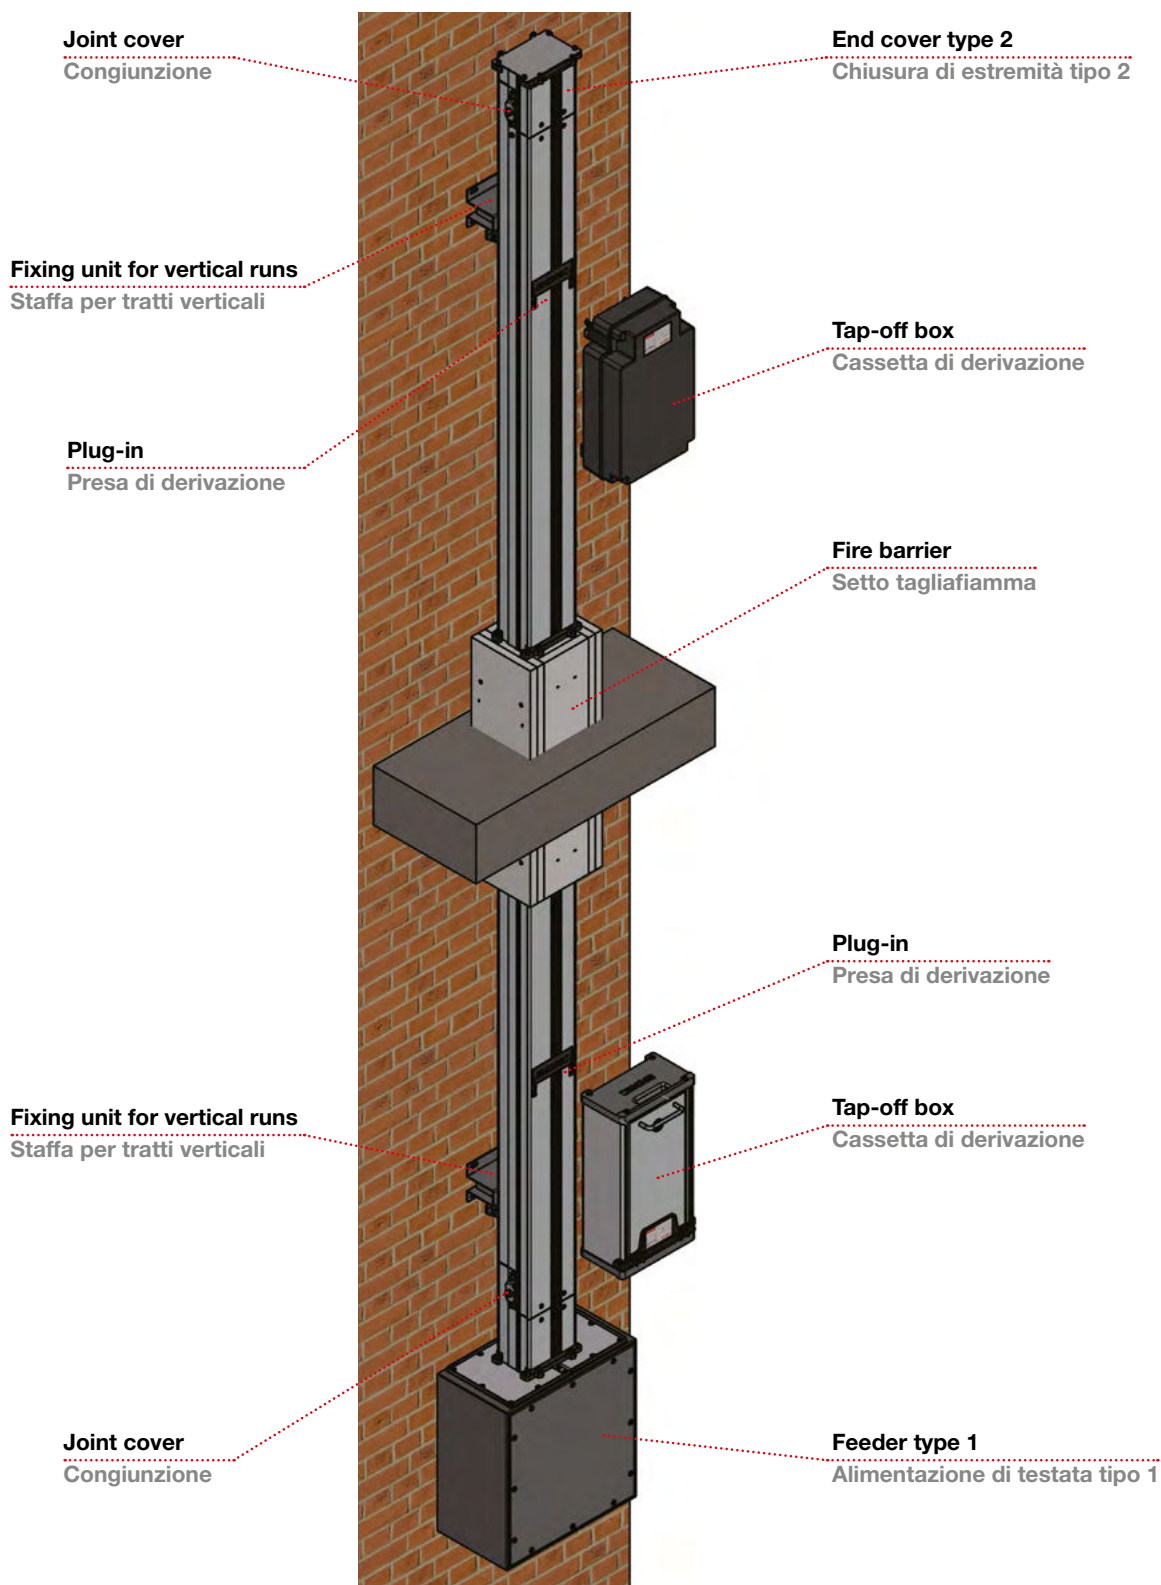 Joint cover
Congiunzione
End cover type 2
Chiusura di estremità tipo 2
Fixing unit for vertical runs
Staffa per tratti verticali
Tap-off box
Cassetta di derivazione
Plug-in
Presa di derivazione
Fire barrier
Setto tagliafiamma
Plug-in
Presa di derivazione
Fixing unit for vertical runs
Staffa per tratti verticali
Tap-off box
Cassetta di derivazione
Joint cover
Congiunzione
Feeder type 1
Alimentazione di testata tipo 1